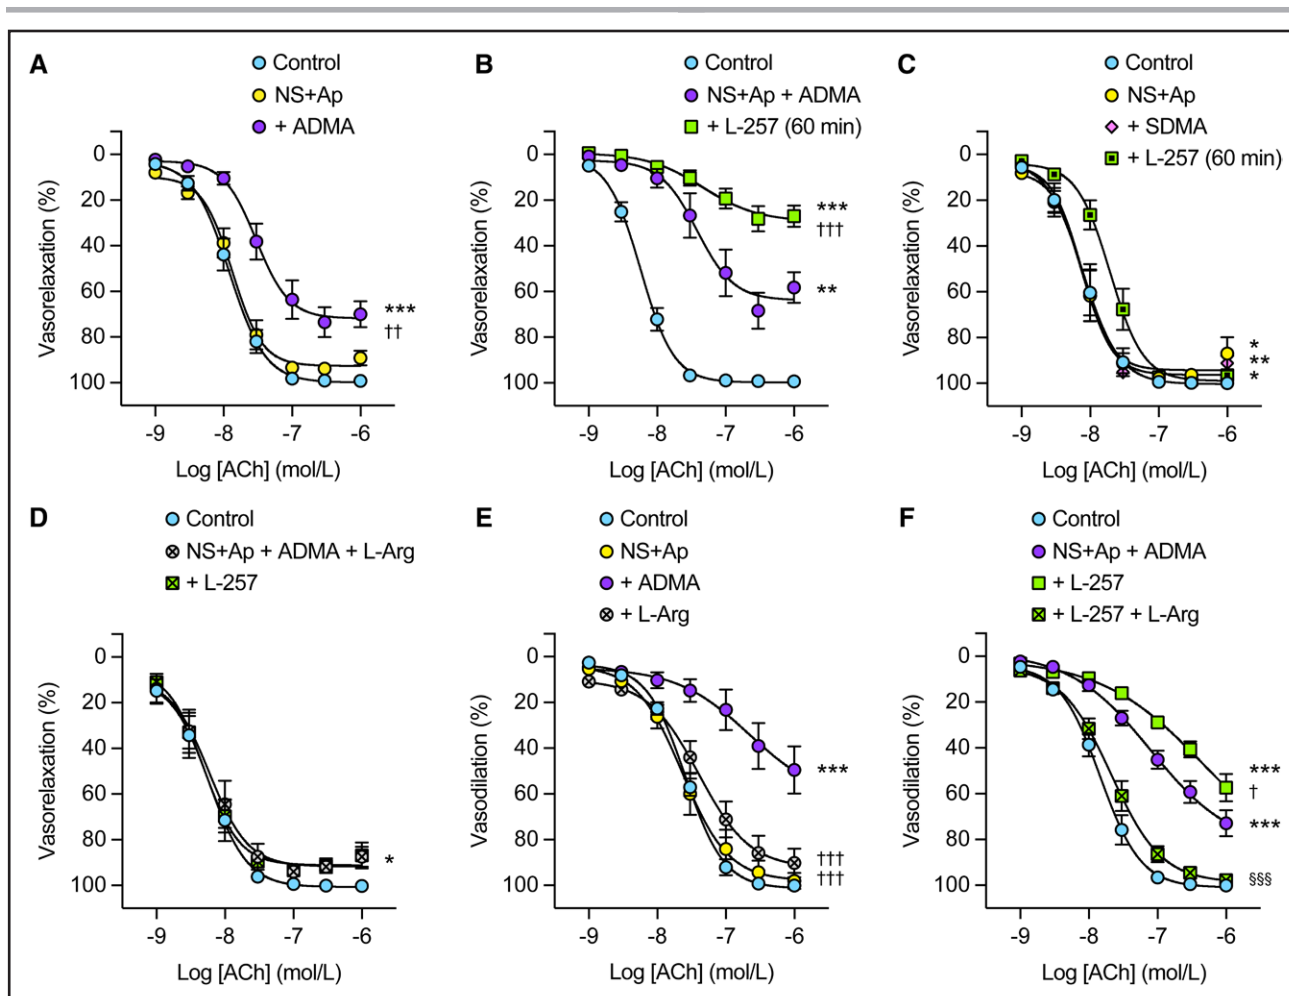 A
Control
NS+Ap
+ ADMA
0
20
40
60
80
100
Vasorelaxation (%)
***
††
-9 -8 -7 -6
Log [ACh] (mol/L)
B
Control
NS+Ap + ADMA
+ L-257 (60 min)
0
20
40
60
80
100
Vasorelaxation (%)
***
†††
**
-9 -8 -7 -6
Log [ACh] (mol/L)
C
Control
NS+Ap
+ SDMA
+ L-257 (60 min)
0
20
40
60
80
100
Vasorelaxation (%)
*
**
*
-9 -8 -7 -6
Log [ACh] (mol/L)
D
Control
NS+Ap + ADMA + L-Arg
+ L-257
0
20
40
60
80
100
Vasorelaxation (%)
*
-9 -8 -7 -6
Log [ACh] (mol/L)
E
Control
NS+Ap
+ ADMA
+ L-Arg
0
20
40
60
80
100
Vasodilation (%)
***
†††
†††
-9 -8 -7 -6
Log [ACh] (mol/L)
F
Control
NS+Ap + ADMA
+ L-257
+ L-257 + L-Arg
0
20
40
60
80
100
Vasodilation (%)
***
†
***
§§§
-9 -8 -7 -6
Log [ACh] (mol/L)